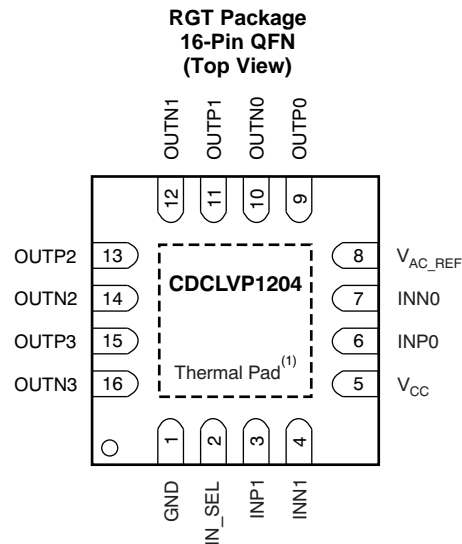 RGT Package
16-Pin QFN
(Top View)
OUTN1
OUTP1
OUTN0
OUTP0
12
11
10
9
OUTP2 13
OUTN2 14
OUTP3 15
OUTN3 16
CDCLVP1204
Thermal Pad(1)
8 VAC_REF
7 INN0
6 INP0
5 VCC
1
2
3
4
GND
IN_SEL
INP1
INN1